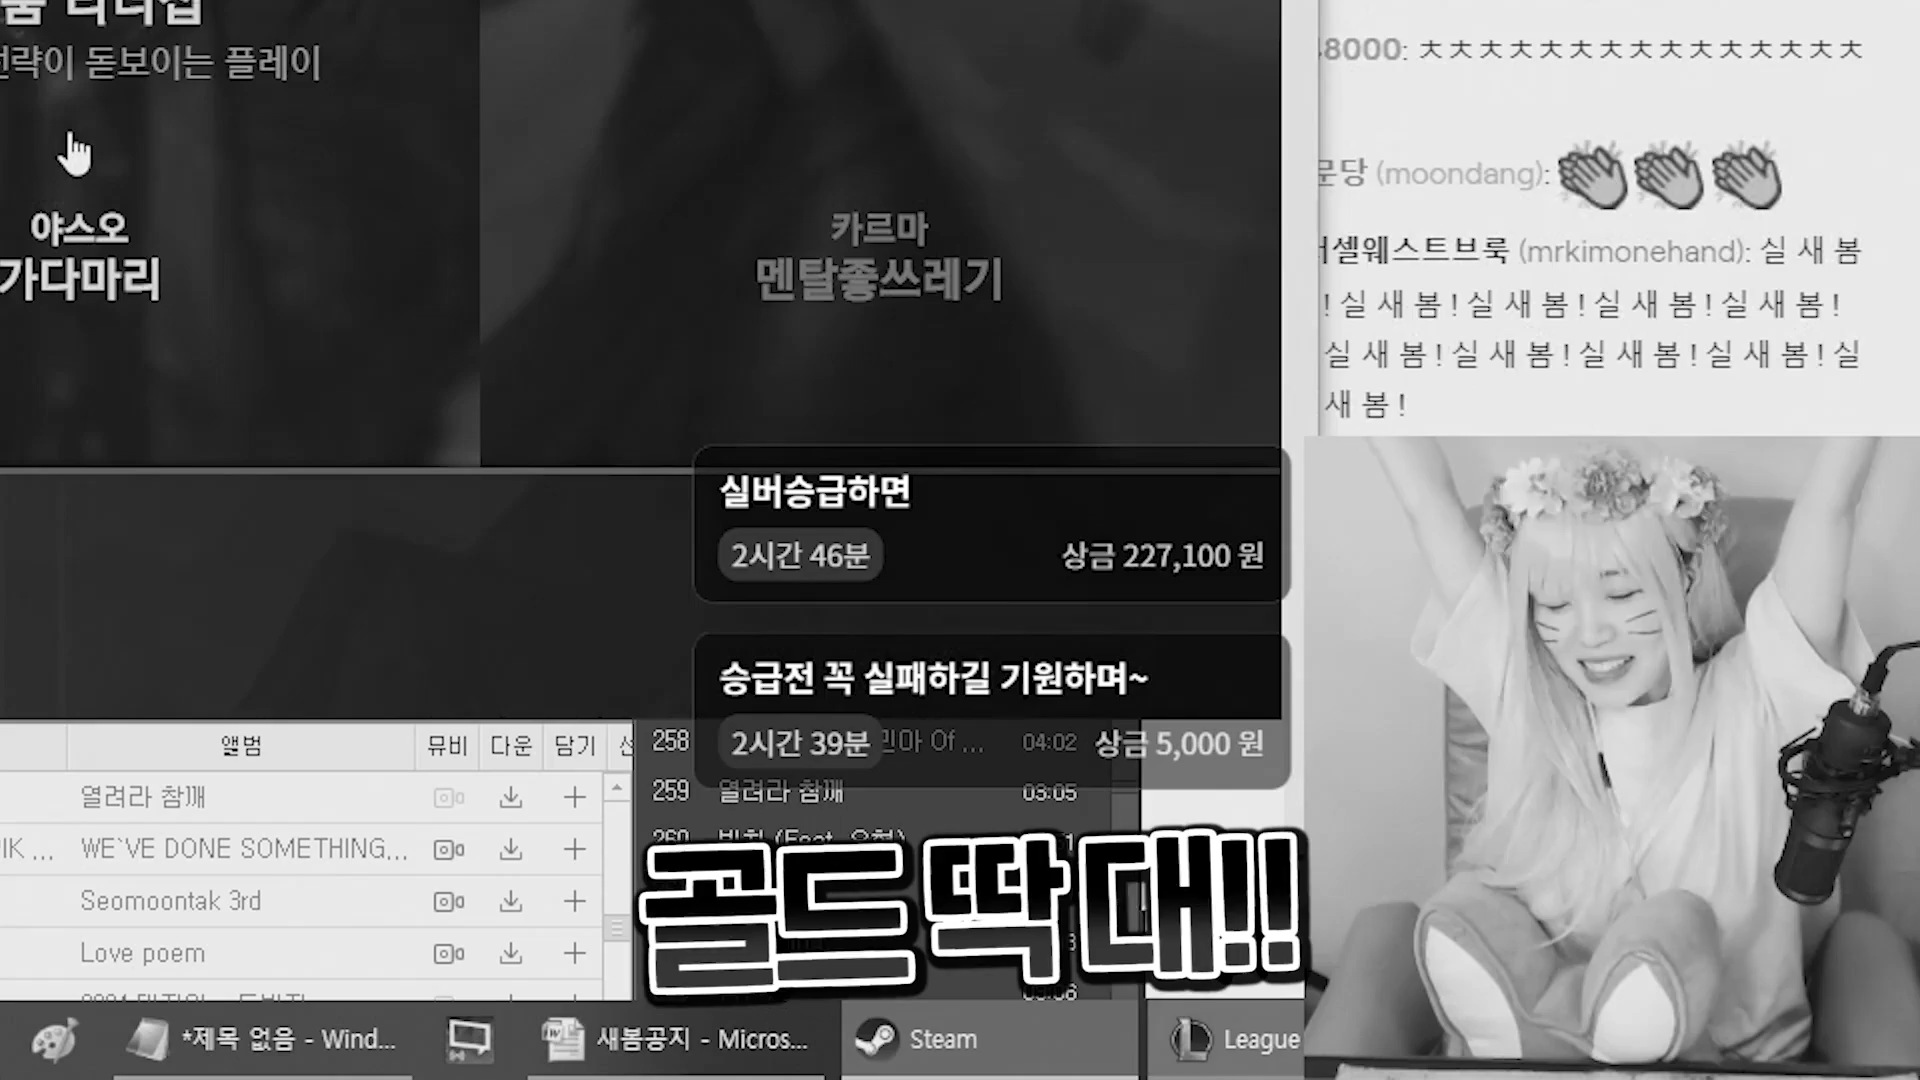 전략이 돋보이는 플레이
야스오
가다마리
카르마
멘탈좋쓰레기
8000: ㅊㅊㅊㅊㅊㅊㅊㅊㅊㅊㅊㅊㅊㅊㅊ
문당 (moondang):
셀웨스트브룩 (mrkimonehand): 실 새 봄
! 실 새 봄 ! 실 새 봄 ! 실 새 봄 ! 실 새 봄 !
실 새 봄 ! 실 새 봄 ! 실 새 봄 ! 실 새 봄 ! 실
새 봄 !
실버승급하면
2시간 46분 상금 227,100 원
승급전 꼭 실패하길 기원하며~
2시간 39분 상금 5,000 원
앨범 뮤비 다운 담기
열려라 참깨
WE`VE DONE SOMETHING...
Seomoontak 3rd
Love poem
258 Of ... 04:02
259 열려라 참깨 03:05
골드 딱 대!!
*제목 없음 - Wind...
새봄공지 - Micros...
Steam
League